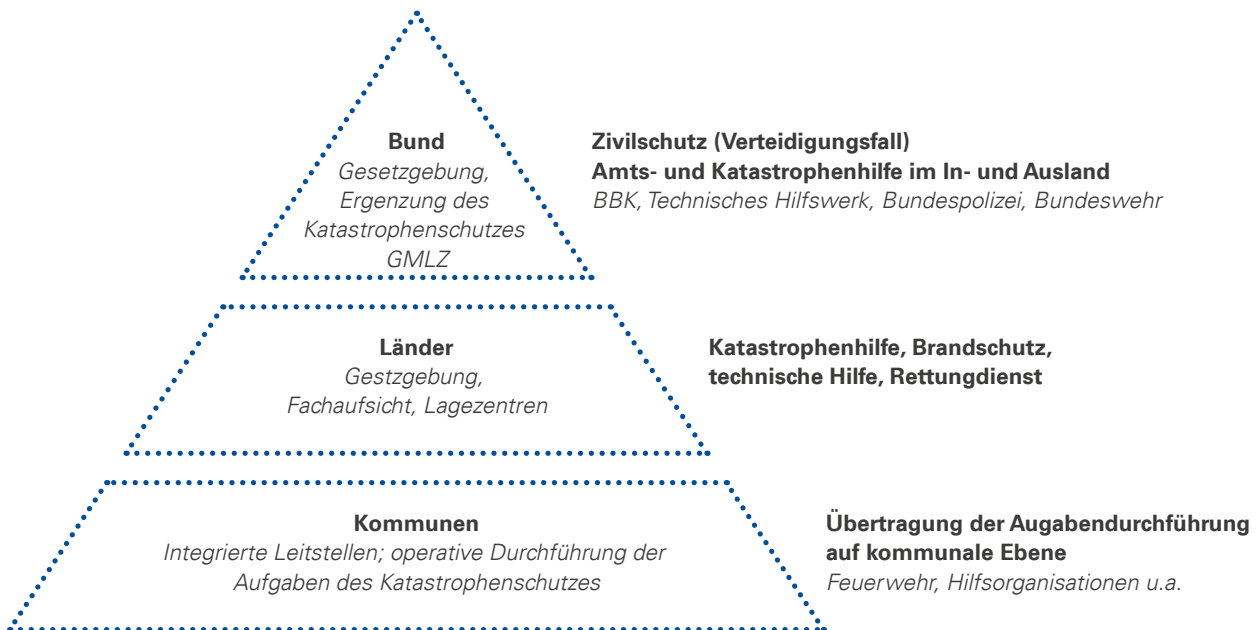 Bund
Gesetzgebung,
Ergenzung des
Katastrophenschutzes
GMLZ
Zivilschutz (Verteidigungsfall)
Amts- und Katastrophenhilfe im In- und Ausland
BBK, Technisches Hilfswerk, Bundespolizei, Bundeswehr
Länder
Gestzgebung,
Fachaufsicht, Lagezentren
Katastrophenhilfe, Brandschutz,
technische Hilfe, Rettungdienst
Kommunen
Integrierte Leitstellen; operative Durchführung der
Aufgaben des Katastrophenschutzes
Übertragung der Augabendurchführung
auf kommunale Ebene
Feuerwehr, Hilfsorganisationen u.a.